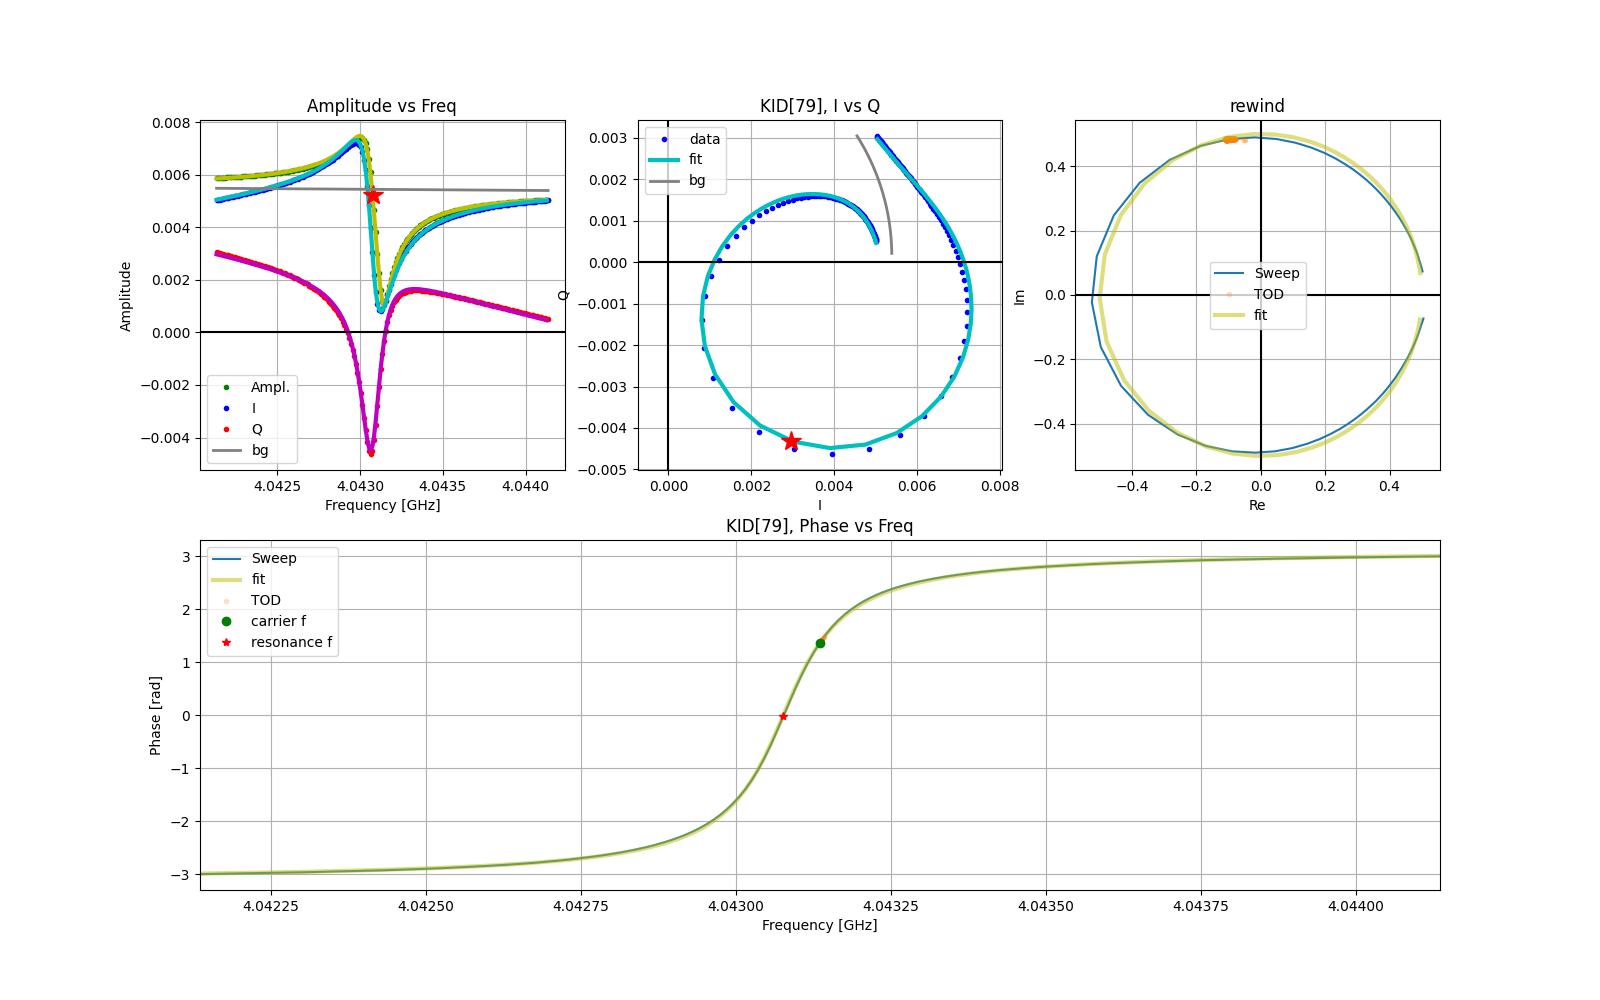 Amplitude vs Freq
0.008
0.006
0.004
0.002
0.000
−0.002
−0.004
Amplitude
Ampl.
I
Q
bg
4.0425
4.0430
4.0435
4.0440
Frequency [GHz]
KID[79], I vs Q
0.003
0.002
0.001
0.000
−0.001
−0.002
−0.003
−0.004
−0.005
Q
data
fit
bg
0.000
0.002
0.004
0.006
0.008
I
rewind
0.4
0.2
0.0
−0.2
−0.4
Im
Sweep
TOD
fit
−0.4
−0.2
0.0
0.2
0.4
Re
KID[79], Phase vs Freq
3
2
1
0
−1
−2
−3
Phase [rad]
Sweep
fit
TOD
carrier f
resonance f
4.04225
4.04250
4.04275
4.04300
4.04325
4.04350
4.04375
4.04400
Frequency [GHz]